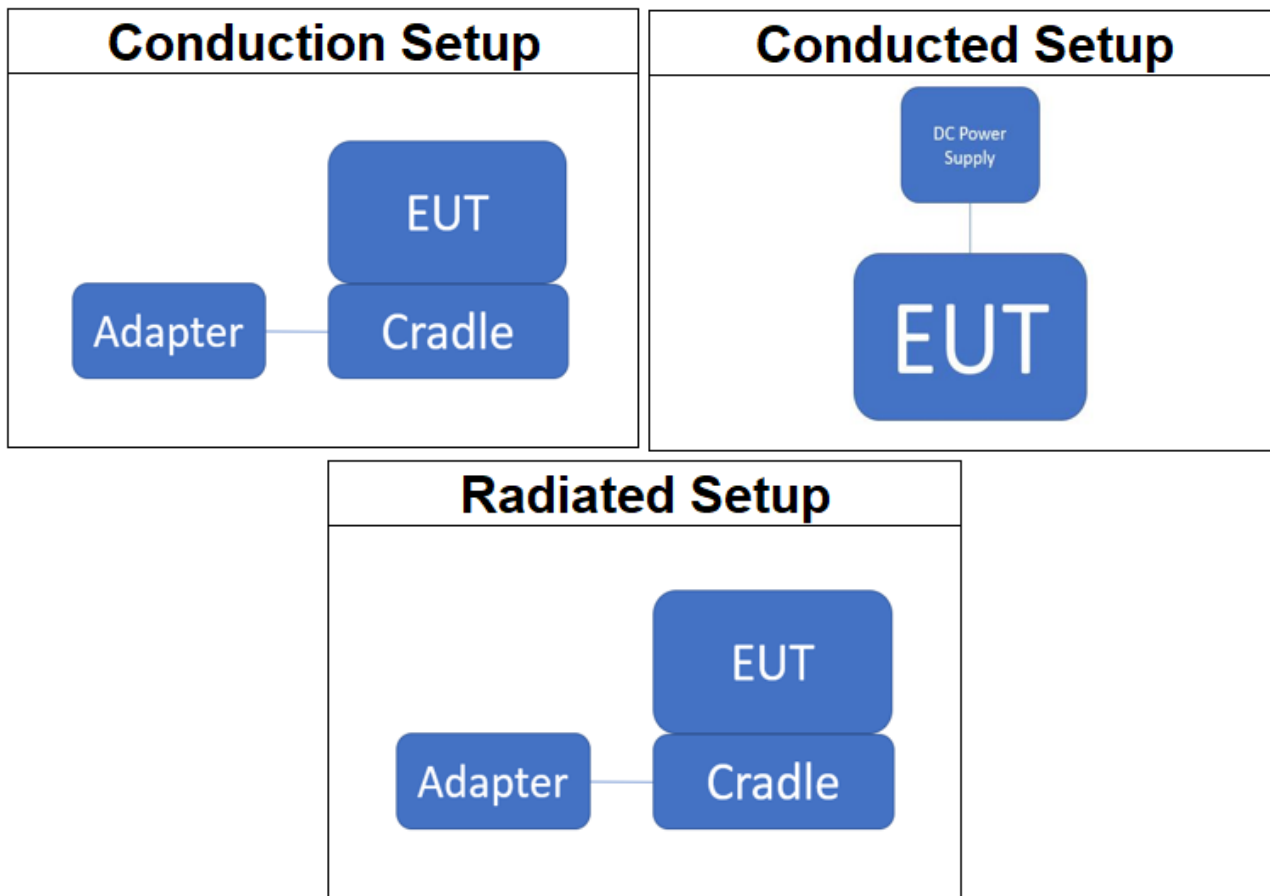 Conduction Setup
EUT
Adapter
Cradle
Conducted Setup
DC Power
Supply
EUT
Radiated Setup
EUT
Adapter
Cradle